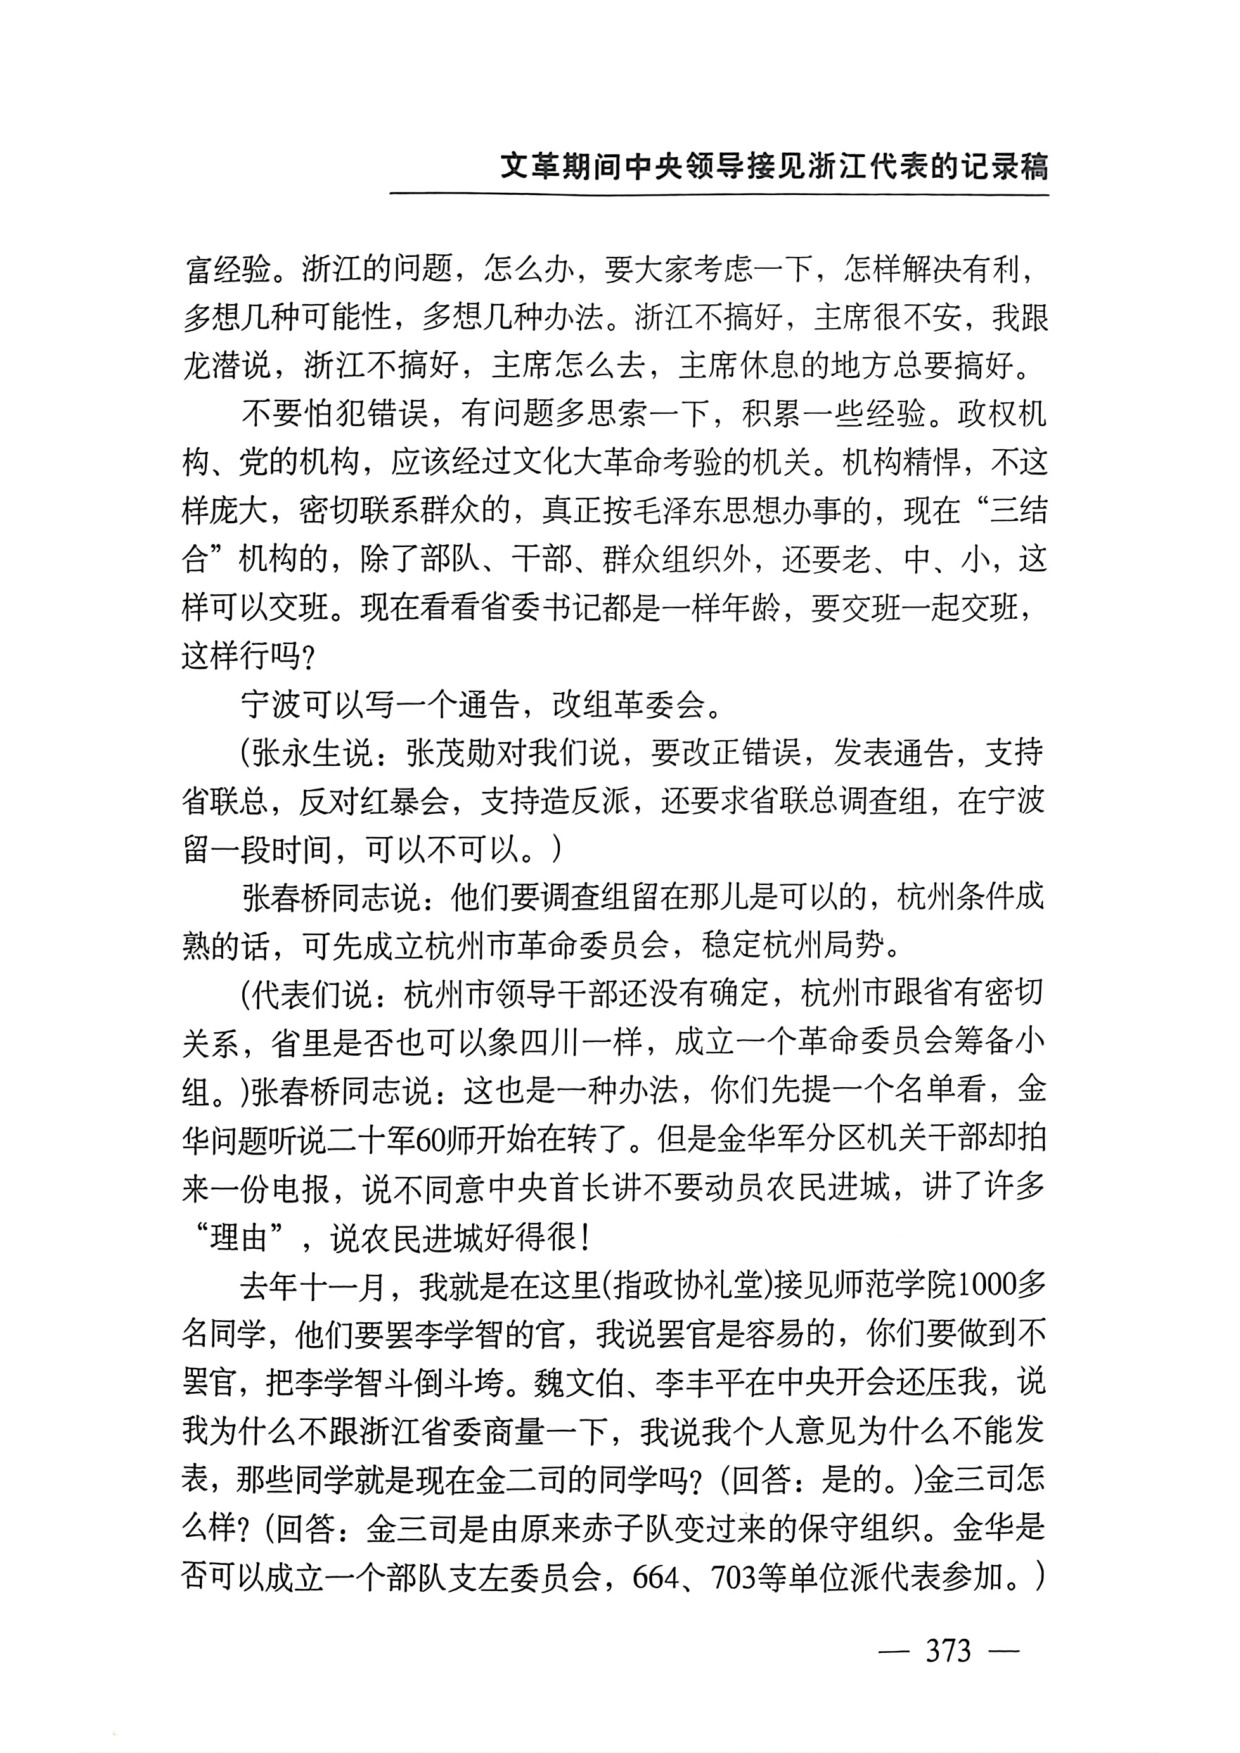 文革期间中央领导接见浙江代表的记录稿
富经验。浙江的问题，怎么办，要大家考虑一下，怎样解决有利，
多想几种可能性，多想几种办法。浙江不搞好，主席很不安，我跟
龙潜说，浙江不搞好，主席怎么去，主席休息的地方总要搞好。
不要怕犯错误，有问题多思索一下，积累一些经验。政权机
构、党的机构，应该经过文化大革命考验的机关。机构精悍，不这
样庞大，密切联系群众的，真正按毛泽东思想办事的，现在“三结
合”机构的，除了部队、干部、群众组织外，还要老、中、小，这
样可以交班。现在看看省委书记都是一样年龄，要交班一起交班，
这样行吗？
宁波可以写一个通告，改组革委会。
(张永生说：张茂勋对我们说，要改正错误，发表通告，支持
省联总，反对红暴会，支持造反派，还要求省联总调查组，在宁波
留一段时间，可以不可以。)
张春桥同志说：他们要调查组留在那儿是可以的，杭州条件成
熟的话，可先成立杭州市革命委员会，稳定杭州局势。
(代表们说：杭州市领导干部还没有确定，杭州市跟省有密切
关系，省里是否也可以象四川一样，成立一个革命委员会筹备小
组。)张春桥同志说：这也是一种办法，你们先提一个名单看，金
华问题听说二十军60师开始在转了。但是金华军分区机关干部却拍
来一份电报，说不同意中央首长讲不要动员农民进城，讲了许多
“理由”，说农民进城好得很！
去年十一月，我就是在这里(指政协礼堂)接见师范学院1000多
名同学，他们要罢李学智的官，我说罢官是容易的，你们要做到不
罢官，把李学智斗倒斗垮。魏文伯、李丰平在中央开会还压我，说
我为什么不跟浙江省委商量一下，我说我个人意见为什么不能发
表，那些同学就是现在金二司的同学吗？(回答：是的。)金三司怎
么样？(回答：金三司是由原来赤子队变过来的保守组织。金华是
否可以成立一个部队支左委员会，664、703等单位派代表参加。)
— 373 —